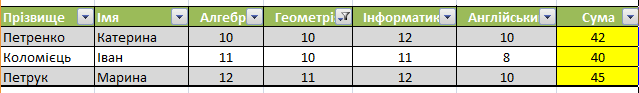 Прізвище Ім'я Алгебр Геометрі Інформатик Англійськи Сума
Петренко Катерина 10 10 12 10 42
Коломієць Іван 11 10 11 8 40
Петрук Марина 12 11 12 10 45